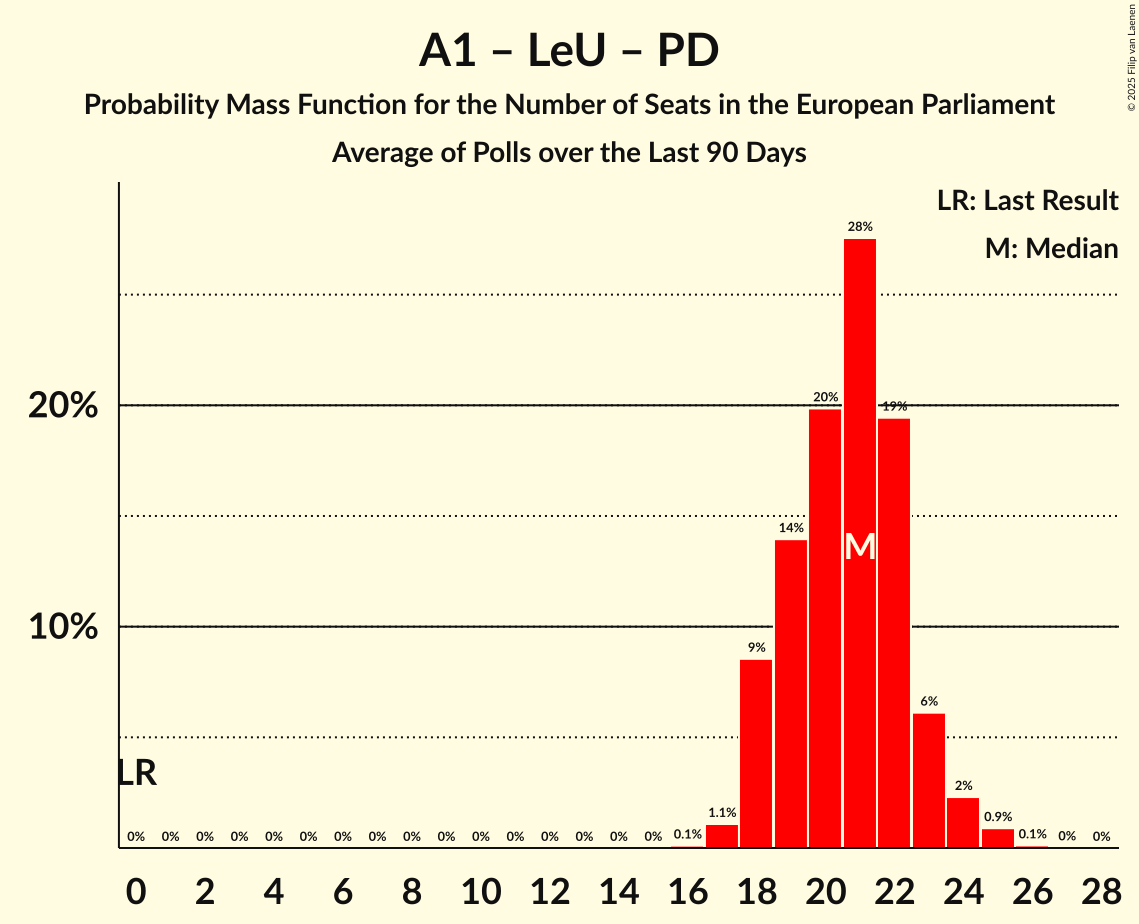 © 2025 Filip van Laenen
A1 – LeU – PD
Probability Mass Function for the Number of Seats in the European Parliament
Average of Polls over the Last 90 Days
LR: Last Result
M: Median
28%
20%
20%
19%
14%
M
10%
9%
6%
LR
2%
0% 0% 0% 0% 0% 0% 0% 0% 0% 0% 0% 0% 0% 0% 0% 0% 0.1% 1.1% 0.9% 0.1% 0% 0%
0 2 4 6 8 10 12 14 16 18 20 22 24 26 28